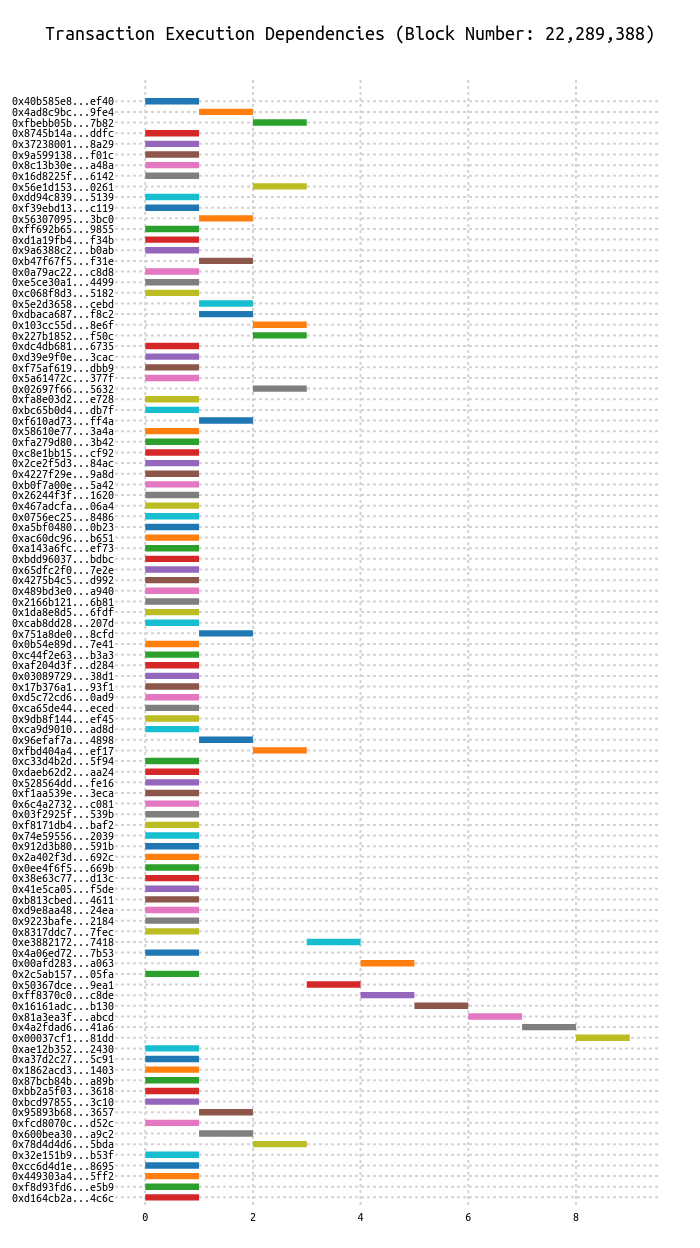 Transaction Execution Dependencies (Block Number: 22,289,388)
0x40b585e8...ef40
0x4ad8c9bc...9fe4
0xfbebb05b...7b82
0x8745b14a...ddfc
0x37238001...8a29
0x9a599138...f01c
0x8c13b30e...a48a
0x16d8225f...6142
0x56e1d153...0261
0xdd94c839...5139
0xf39ebd13...c119
0x56307095...3bc0
0xff692b65...9855
0xd1a19fb4...f34b
0x9a6388c2...b0ab
0xb47f67f5...f31e
0x0a79ac22...c8d8
0xe5ce30a1...4499
0xc068f8d3...5182
0x5e2d3658...cebd
0xdbaca687...f8c2
0x103cc55d...8e6f
0x227b1852...f50c
0xdc4db681...6735
0xd39e9f0e...3cac
0xf75af619...dbb9
0x5a61472c...377f
0x02697f66...5632
0xfa8e03d2...e728
0xbc65b0d4...db7f
0xf610ad73...ff4a
0x58610e77...3a4a
0xfa279d80...3b42
0xc8e1bb15...cf92
0x2ce2f5d3...84ac
0x4227f29e...9a8d
0xb0f7a00e...5a42
0x26244f3f...1620
0x467adcfa...06a4
0x0756ec25...8486
0xa5bf0480...0b23
0xac60dc96...b651
0xa143a6fc...ef73
0xbdd96037...bdbc
0x65dfc2f0...7e2e
0x4275b4c5...d992
0x489bd3e0...a940
0x2166b121...6b81
0x1da8e8d5...6fdf
0xcab8dd28...207d
0x751a8de0...8cfd
0x0b54e89d...7e41
0xc44f2e63...b3a3
0xaf204d3f...d284
0x03089729...38d1
0x17b376a1...93f1
0xd5c72cd6...0ad9
0xca65de44...eced
0x9db8f144...ef45
0xca9d9010...ad8d
0x96efaf7a...4898
0xfbd404a4...ef17
0xc33d4b2d...5f94
0xdaeb62d2...aa24
0x528564dd...fe16
0xf1aa539e...3eca
0x6c4a2732...c081
0x03f2925f...539b
0xf8171db4...baf2
0x74e59556...2039
0x912d3b80...591b
0x2a402f3d...692c
0x0ee4f6f5...669b
0x38e63c77...d13c
0x41e5ca05...f5de
0xb813cbed...4611
0xd9e8aa48...24ea
0x9223bafe...2184
0x8317ddc7...7fec
0xe3882172...7418
0x4a06ed72...7b53
0x00afd283...a063
0x2c5ab157...05fa
0x50367dce...9ea1
0xff8370c0...c8de
0x16161adc...b130
0x81a3ea3f...abcd
0x4a2fdad6...41a6
0x00037cf1...81dd
0xae12b352...2430
0xa37d2c27...5c91
0x1862acd3...1403
0x87bcb84b...a89b
0xbb2a5f03...3618
0xbcd97855...3c10
0x95893b68...3657
0xfcd8070c...d52c
0x600bea30...a9c2
0x78d4d4d6...5bda
0x32e151b9...b53f
0xcc6d4d1e...8695
0x449303a4...5ff2
0xf8d93fd6...e5b9
0xd164cb2a...4c6c
0 2 4 6 8